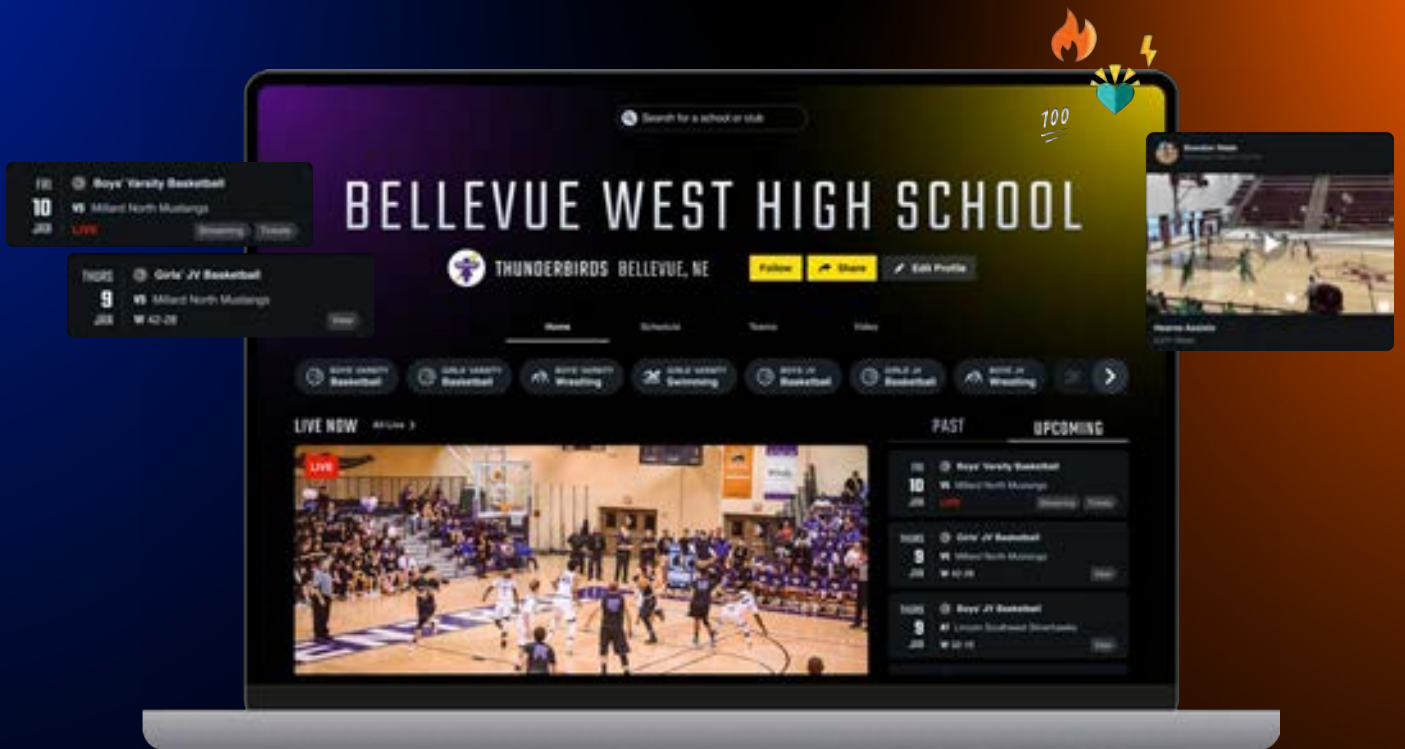 Search for a school or club
100
BELLEVUE WEST HIGH SCHOOL
THUNDERBIRDS BELLEVUE, NE
Follow
Share
Edit Profile
FRI 10 JAN
Boys' Varsity Basketball
VS Millard North Mustangs
LIVE
Streaming
Tickets
THURS 9 JAN
Girls' JV Basketball
VS Millard North Mustangs
W 42-28
View
Home
Schedule
Teams
Video
BOYS' VARSITY
Basketball
GIRLS' VARSITY
Basketball
BOYS' VARSITY
Wrestling
GIRLS' VARSITY
Swimming
BOYS' JV
Basketball
GIRLS' JV
Basketball
BOYS' JV
Wrestling
LIVE NOW
All Live
LIVE
PAST
UPCOMING
FRI 10 JAN
Boys' Varsity Basketball
VS Millard North Mustangs
LIVE
Streaming
Tickets
THURS 9 JAN
Girls' JV Basketball
VS Millard North Mustangs
W 42-28
View
THURS 9 JAN
Boys' JV Basketball
AT Lincoln Southwest Silverhawks
View